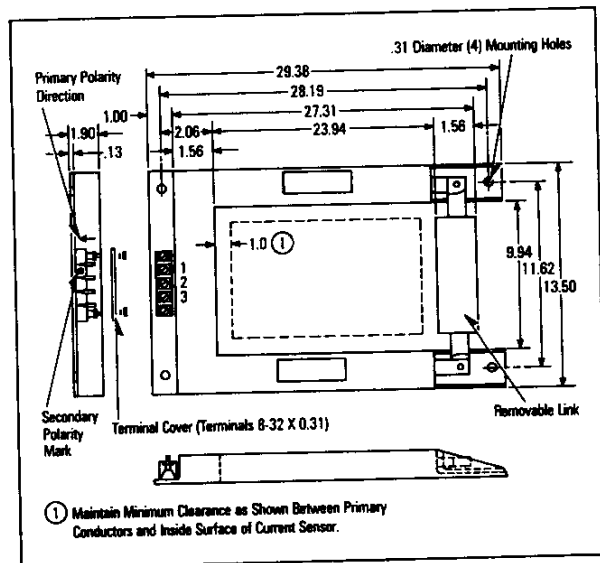 .31 Diameter (4) Mounting Holes
Primary Polarity
Direction
29.38
28.19
1.00
27.31
1.90
2.06
23.94
1.56
.13
1.56
1.0 1
1
2
3
9.94
11.62
13.50
Secondary
Polarity
Mark
Terminal Cover (Terminals 8-32 X 0.31)
Removable Link
1 Maintain Minimum Clearance as Shown Between Primary
Conductors and Inside Surface of Current Sensor.